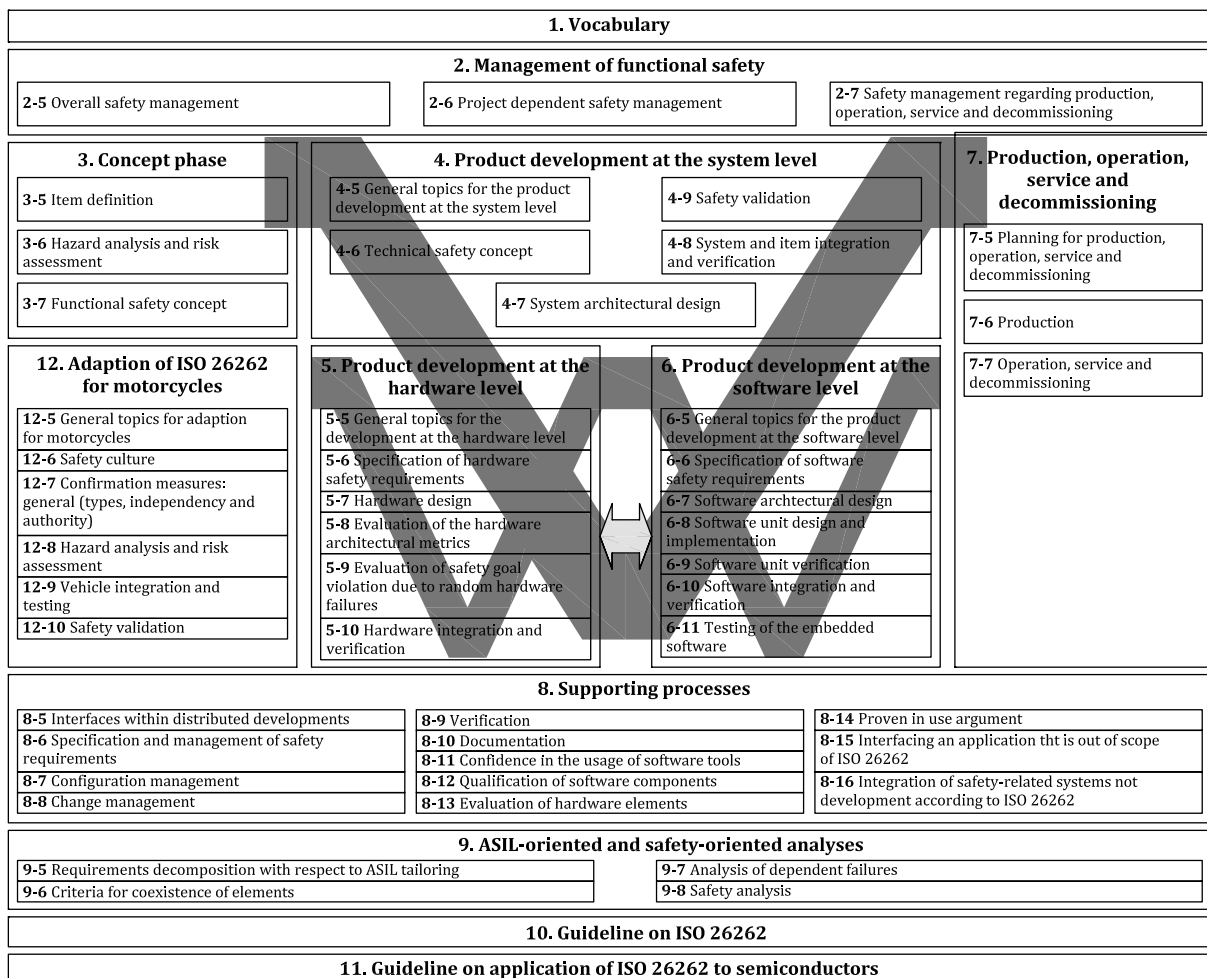 1. Vocabulary
2. Management of functional safety
2-5 Overall safety management
2-6 Project dependent safety management
2-7 Safety management regarding production,
operation, service and decommissioning
3. Concept phase
3-5 Item definition
3-6 Hazard analysis and risk
assessment
3-7 Functional safety concept
4. Product development at the system level
4-5 General topics for the product
development at the system level
4-6 Technical safety concept
4-7 System architectural design
4-9 Safety validation
4-8 System and item integration
and verification
7. Production, operation,
service and
decommissioning
7-5 Planning for production,
operation, service and
decommissioning
7-6 Production
7-7 Operation, service and
decommissioning
12. Adaption of ISO 26262
for motorcycles
12-5 General topics for adaption
for motorcycles
12-6 Safety culture
12-7 Confirmation measures:
general (types, independency and
authority)
12-8 Hazard analysis and risk
assessment
12-9 Vehicle integration and
testing
12-10 Safety validation
5. Product development at the
hardware level
5-5 General topics for the
development at the hardware level
5-6 Specification of hardware
safety requirements
5-7 Hardware design
5-8 Evaluation of the hardware
architectural metrics
5-9 Evaluation of safety goal
violation due to random hardware
failures
5-10 Hardware integration and
verification
6. Product development at the
software level
6-5 General topics for the product
development at the software level
6-6 Specification of software
safety requirements
6-7 Software archtectural design
6-8 Software unit design and
implementation
6-9 Software unit verification
6-10 Software integration and
verification
6-11 Testing of the embedded
software
8. Supporting processes
8-5 Interfaces within distributed developments
8-6 Specification and management of safety
requirements
8-7 Configuration management
8-8 Change management
8-9 Verification
8-10 Documentation
8-11 Confidence in the usage of software tools
8-12 Qualification of software components
8-13 Evaluation of hardware elements
8-14 Proven in use argument
8-15 Interfacing an application tht is out of scope
of ISO 26262
8-16 Integration of safety-related systems not
development according to ISO 26262
9. ASIL-oriented and safety-oriented analyses
9-5 Requirements decomposition with respect to ASIL tailoring
9-6 Criteria for coexistence of elements
9-7 Analysis of dependent failures
9-8 Safety analysis
10. Guideline on ISO 26262
11. Guideline on application of ISO 26262 to semiconductors